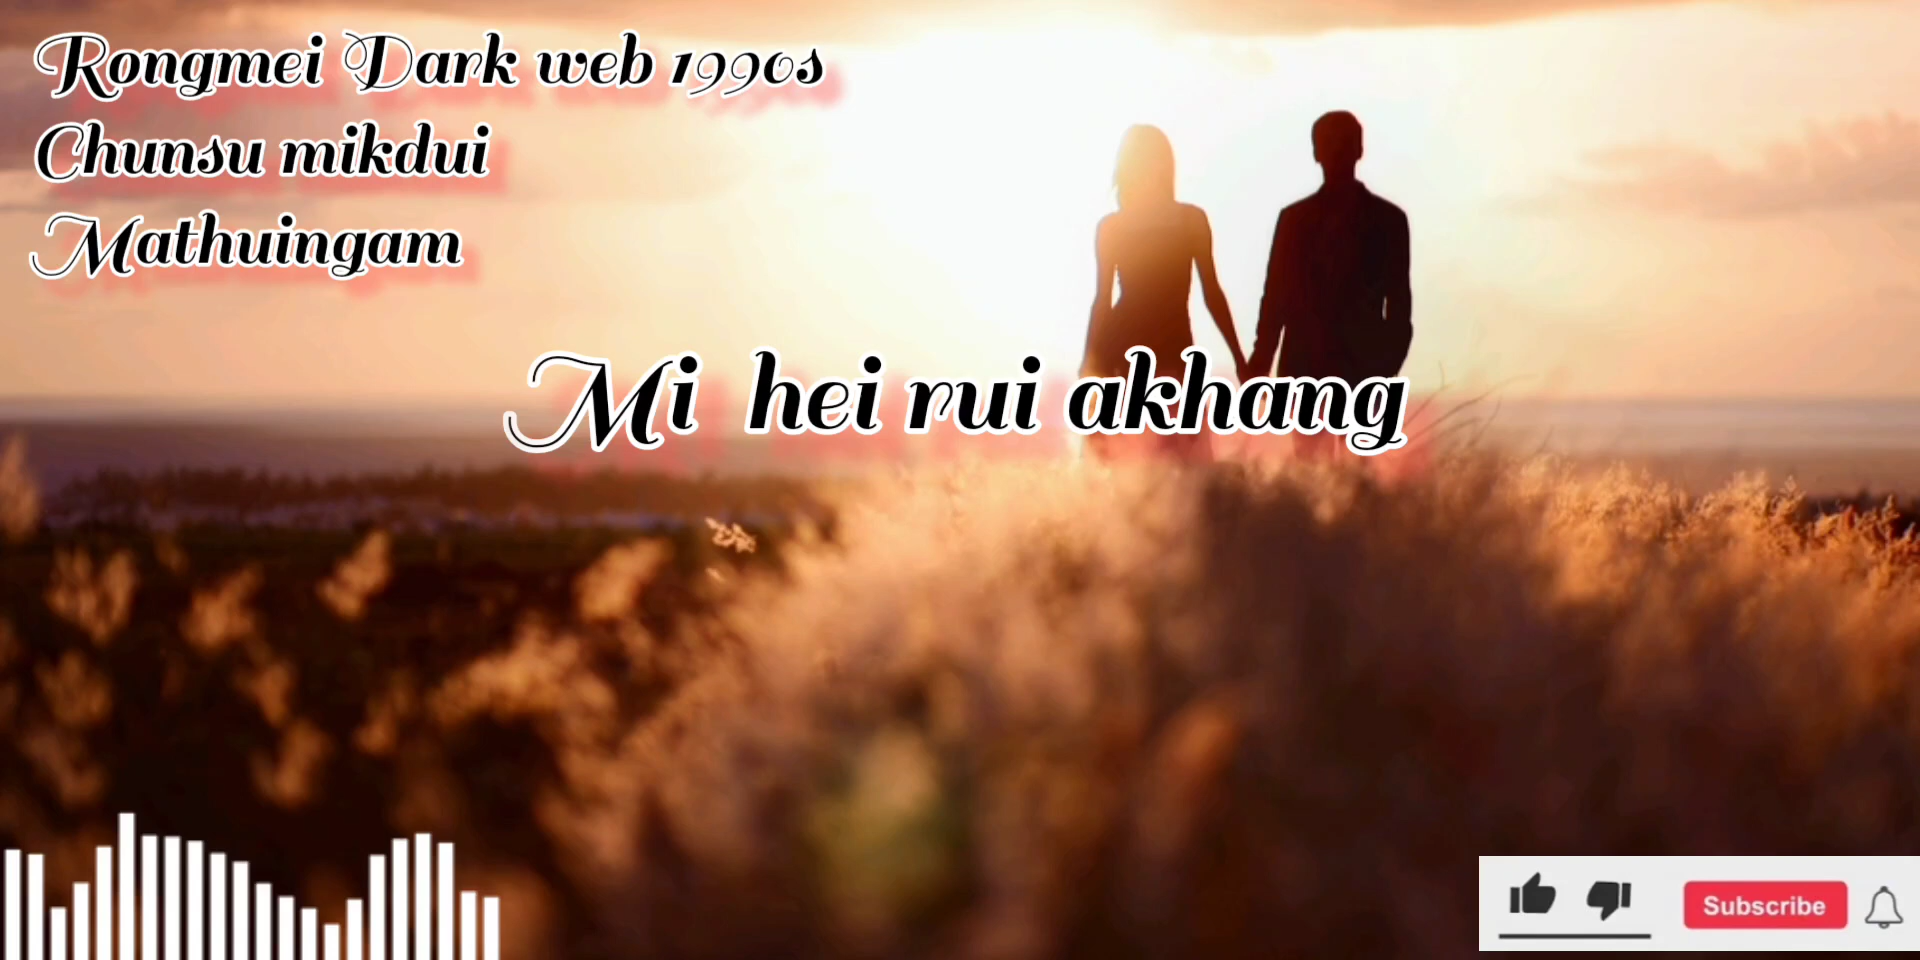 Rongmei Dark web 1990s
Chunsu mikdui
Mathuingam
Mi hei rui akhang
Subscribe